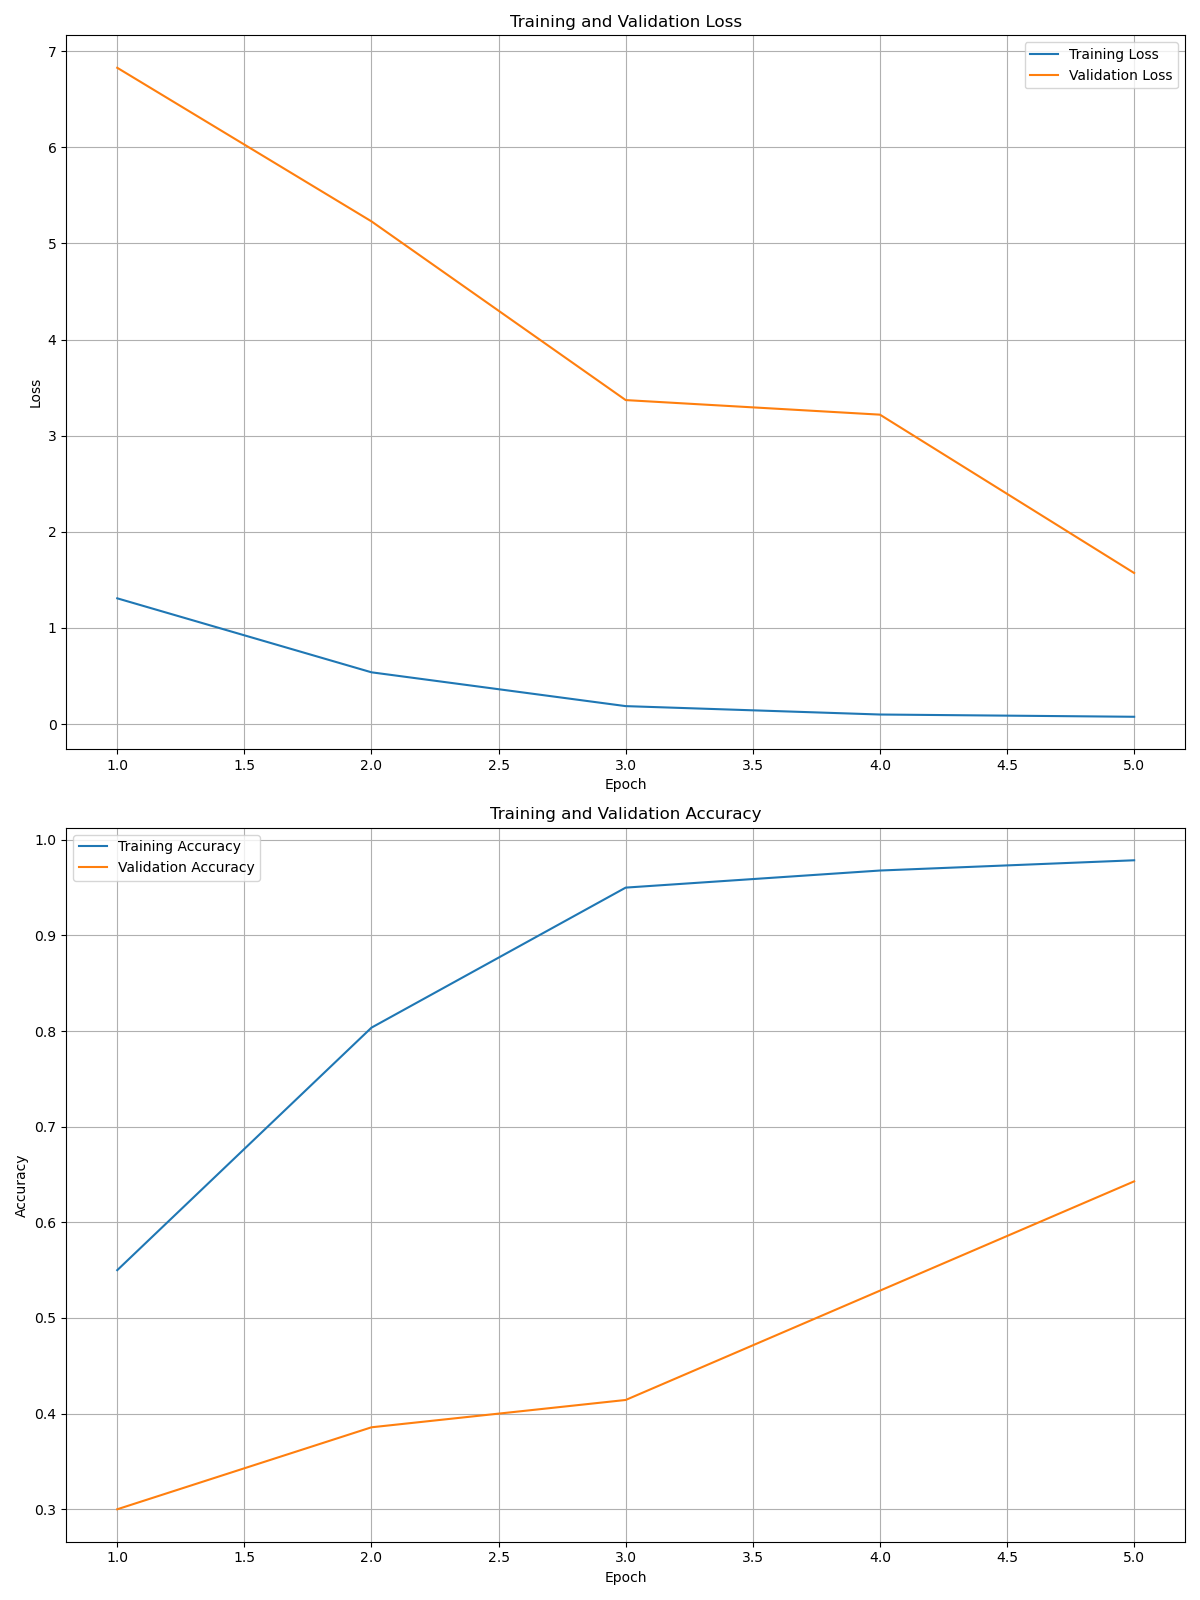 Training and Validation Loss
Training Loss
Validation Loss
7
6
5
4
3
2
1
0
Loss
1.0 1.5 2.0 2.5 3.0 3.5 4.0 4.5 5.0
Epoch
Training and Validation Accuracy
Training Accuracy
Validation Accuracy
1.0
0.9
0.8
0.7
0.6
0.5
0.4
0.3
Accuracy
1.0 1.5 2.0 2.5 3.0 3.5 4.0 4.5 5.0
Epoch